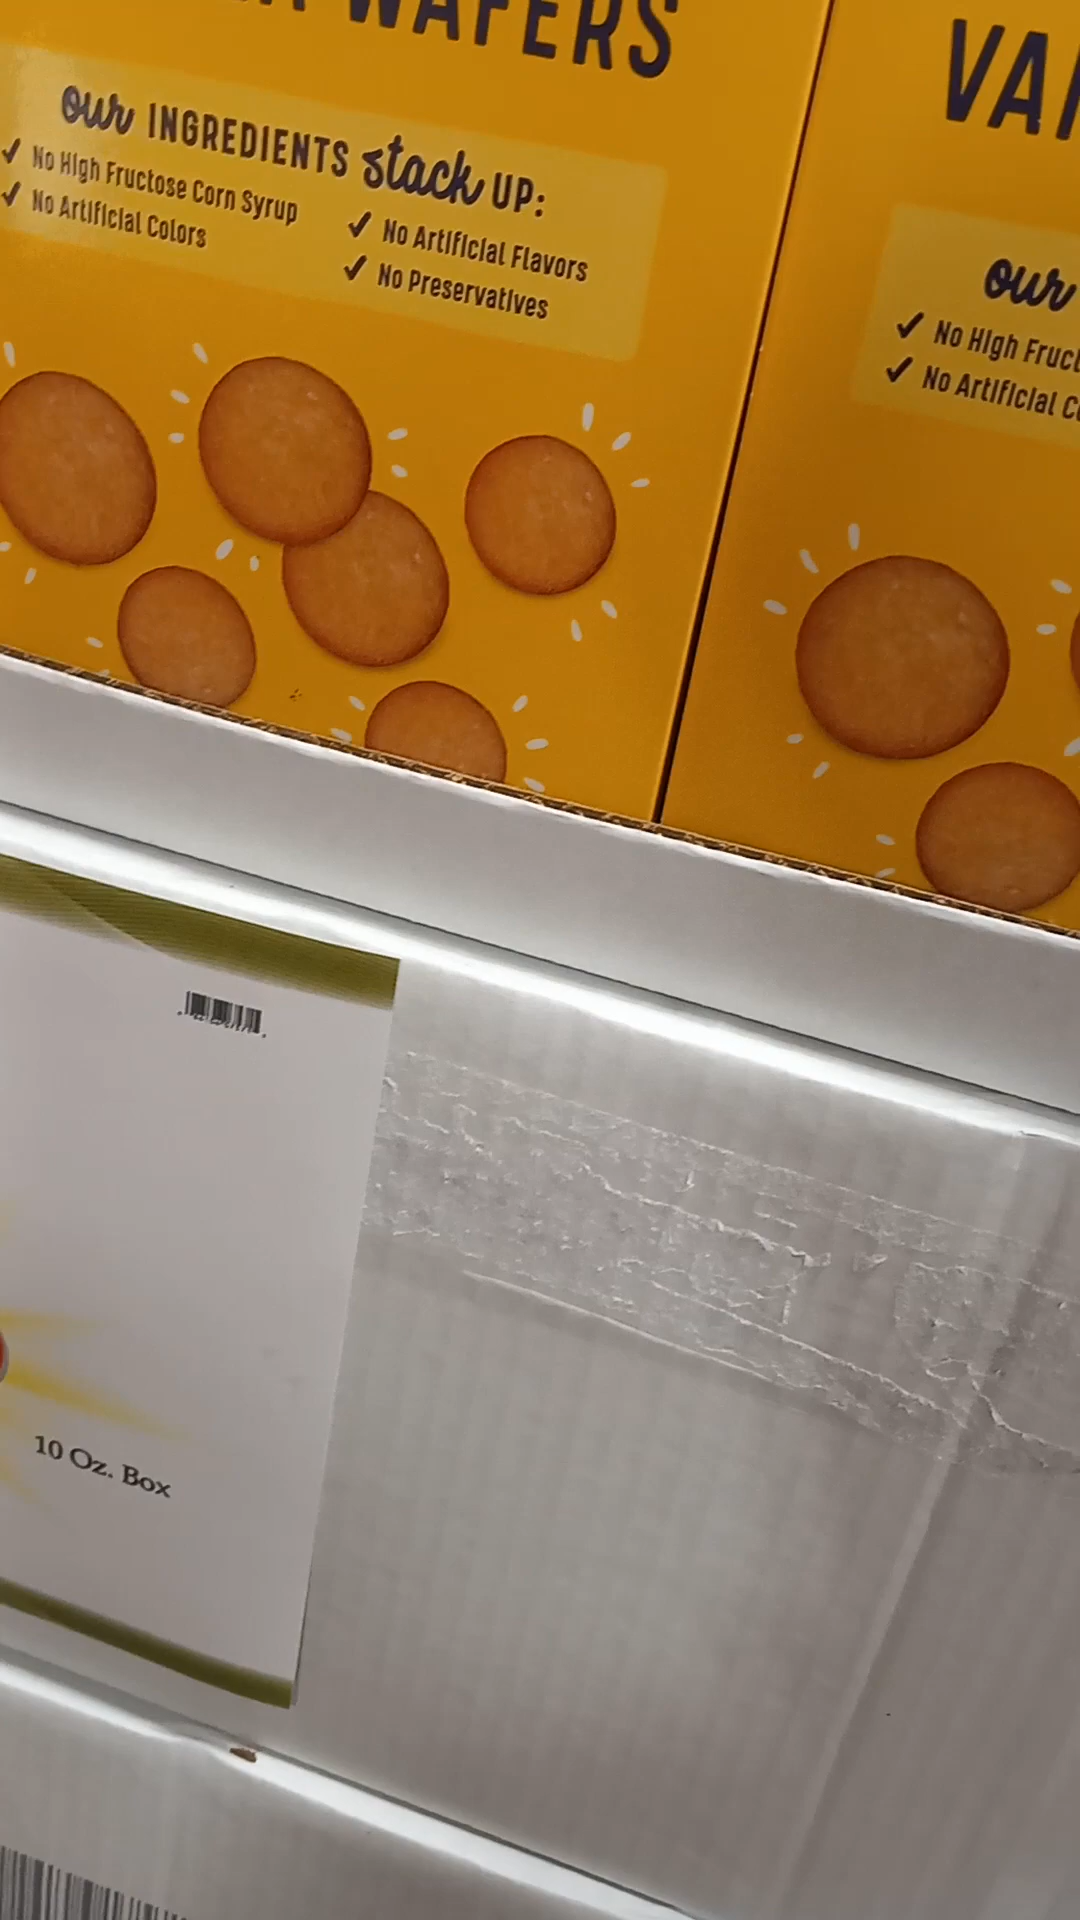 WAFERS
our INGREDIENTS stack UP:
✓ No High Fructose Corn Syrup
✓ No Artificial Colors
✓ No Artificial Flavors
✓ No Preservatives
VA
our
✓ No High Fruct
✓ No Artificial C
10 Oz. Box